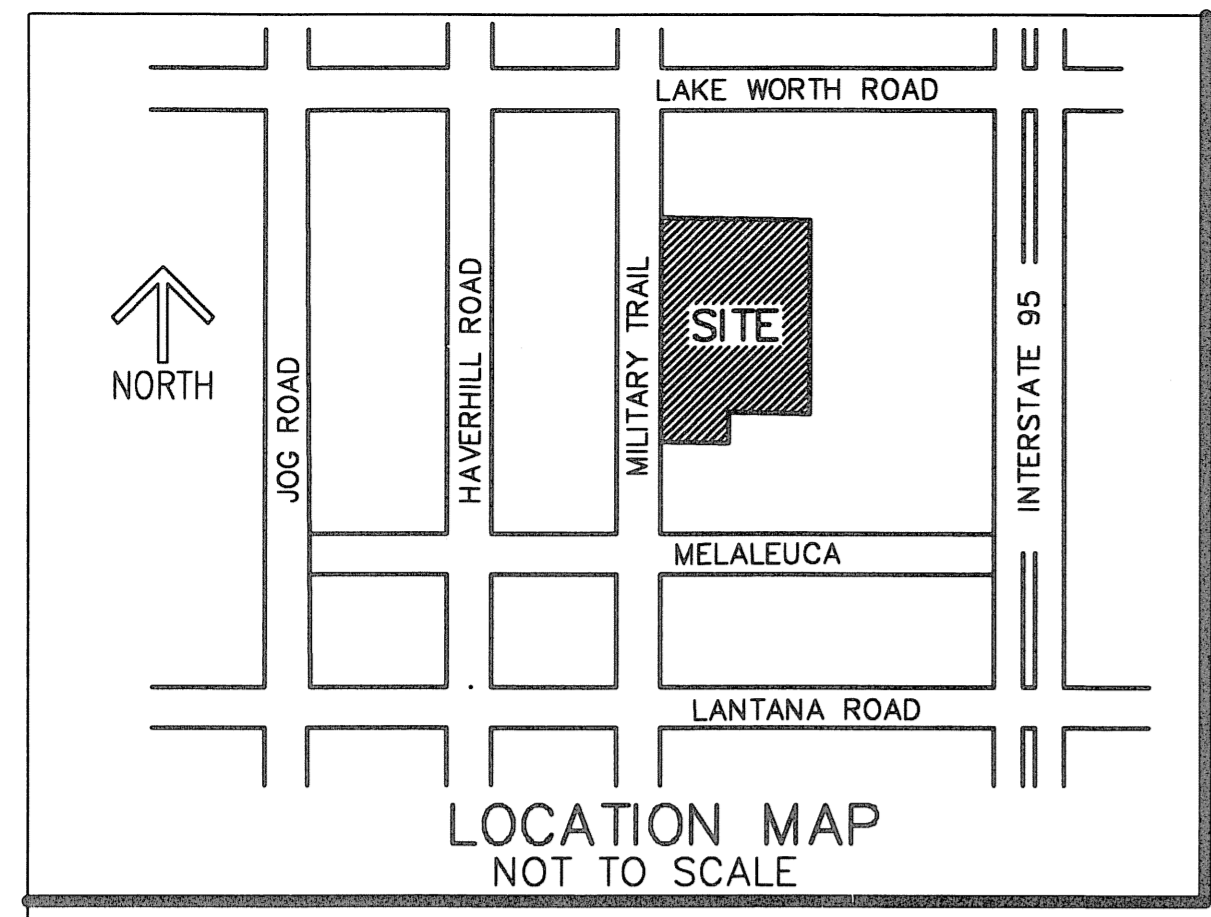 LAKE WORTH ROAD
NORTH
JOG ROAD
HAVERHILL ROAD
MILITARY TRAIL
SITE
INTERSTATE 95
MELALEUCA
LANTANA ROAD
LOCATION MAP
NOT TO SCALE